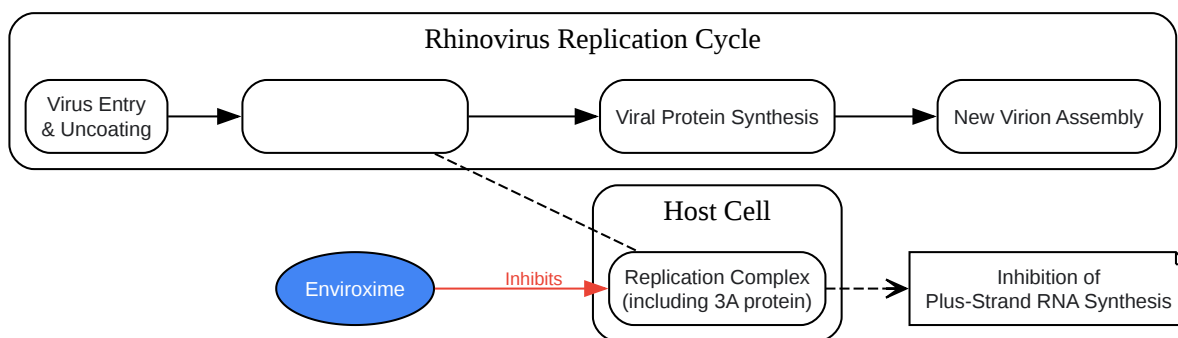 Rhinovirus Replication Cycle
Virus Entry
& Uncoating
Viral Protein Synthesis
New Virion Assembly
Host Cell
Enviroxime
Inhibits
Replication Complex
(including 3A protein)
Inhibition of
Plus-Strand RNA Synthesis